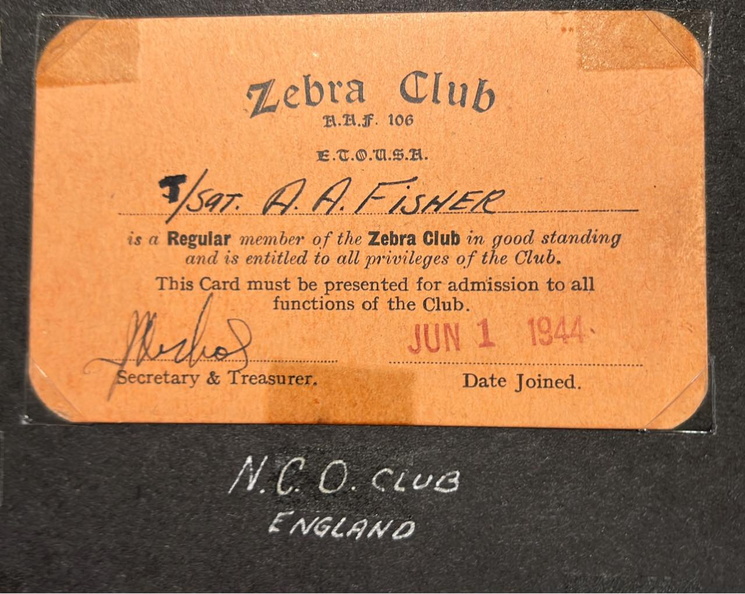 Zebra Club
A.A.F. 106
E.T.O.U.S.A.
T/SGT. A. A. FISHER
is a Regular member of the Zebra Club in good standing
and is entitled to all privileges of the Club.
This Card must be presented for admission to all
functions of the Club.
JUN 1 1944
Secretary & Treasurer. Date Joined.
N.C.O. CLUB
ENGLAND